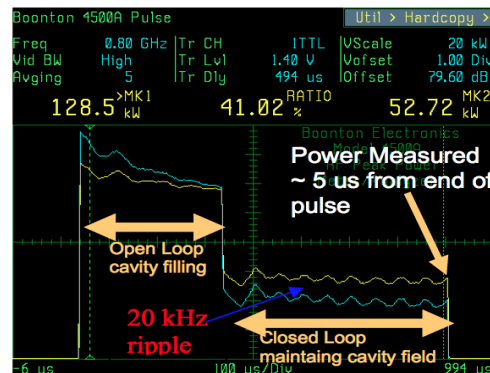 Boonton 4500A Pulse
Util > Hardcopy >
Freq 0.80 GHz Tr CH 1TTL VScale 20 kW
Vid BW High Tr Lvl 1.40 V Vofset 1.00 Div
Avging 5 Tr Dly 494 us Offset 79.60 dB
128.5 >MK1 kW 41.02 RATIO % 52.72 MK2 kW
Boonton Electronics
Model 4500A
Power Measured
~ 5 us from end of
pulse
Open Loop
cavity filling
20 kHz
ripple
Closed Loop
maintaing cavity field
-6 us 100 us/Div 994 us